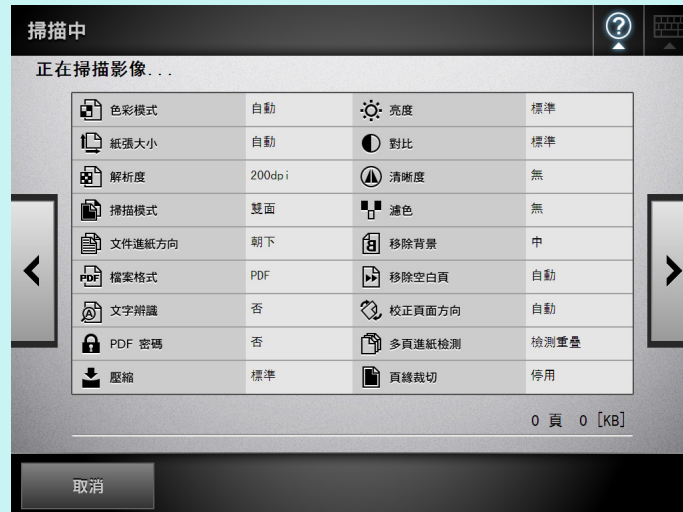 掃描中
正在掃描影像...
色彩模式 自動 亮度 標準
紙張大小 自動 對比 標準
解析度 200dpi 清晰度 無
掃描模式 雙面 濾色 無
文件進紙方向 朝下 移除背景 中
檔案格式 PDF 移除空白頁 自動
文字辨識 否 校正頁面方向 自動
PDF 密碼 否 多頁進紙檢測 檢測重疊
壓縮 標準 頁緣裁切 停用
0 頁 0 [KB]
取消